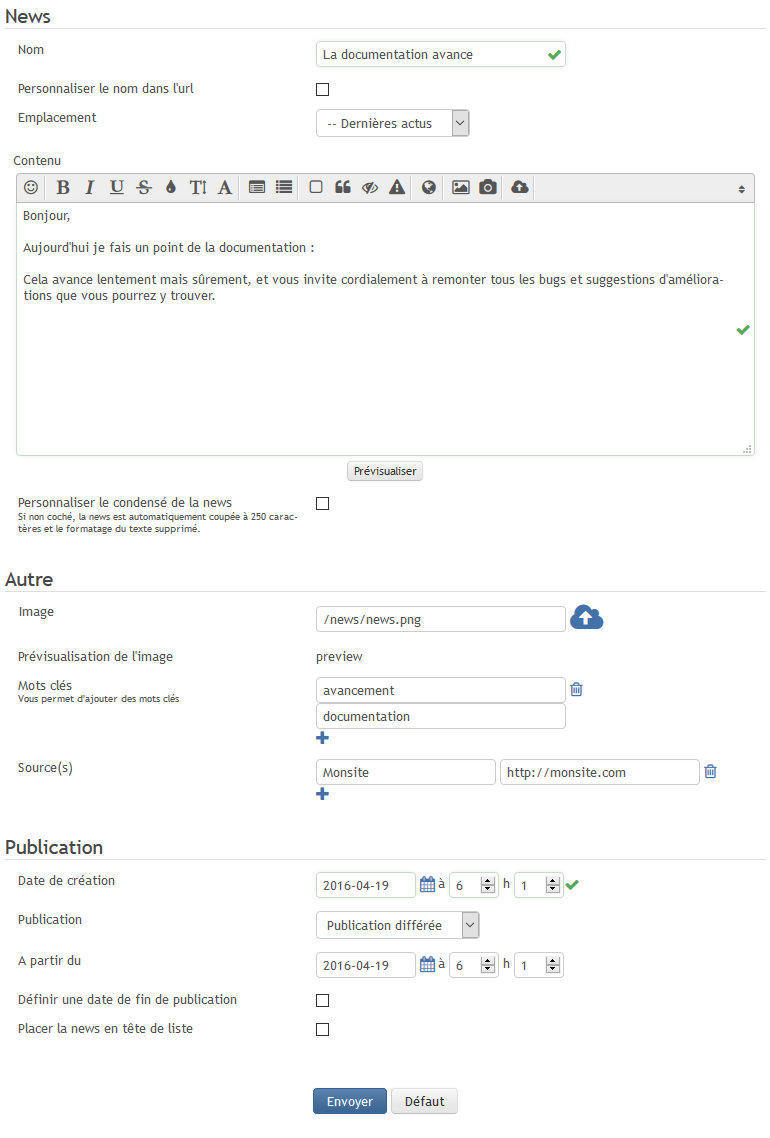 News
Nom
La documentation avance
Personnaliser le nom dans l'url
Emplacement
-- Dernières actus
Contenu
B I U S T A
Bonjour,
Aujourd'hui je fais un point de la documentation :
Cela avance lentement mais sûrement, et vous invite cordialement à remonter tous les bugs et suggestions d'améliora-
tions que vous pourrez y trouver.
Prévisualiser
Personnaliser le condensé de la news
Si non coché, la news est automatiquement coupée à 250 carac-
tères et le formatage du texte supprimé.
Autre
Image
/news/news.png
Prévisualisation de l'image
preview
Mots clés
Vous permet d'ajouter des mots clés
avancement
documentation
Source(s)
Monsite http://monsite.com
Publication
Date de création
2016-04-19 à 6 h 1
Publication
Publication différée
A partir du
2016-04-19 à 6 h 1
Définir une date de fin de publication
Placer la news en tête de liste
Envoyer Défaut